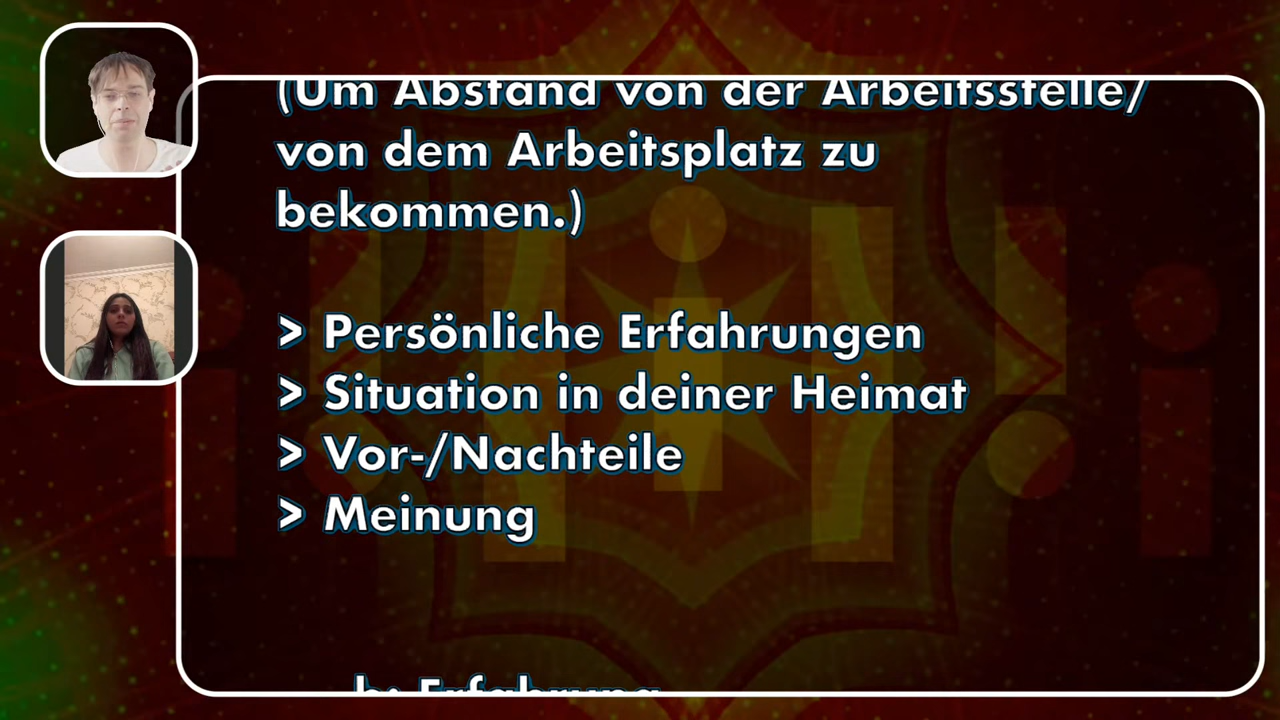 (Um Abstand von der Arbeitsstelle/
von dem Arbeitsplatz zu
bekommen.)
> Persönliche Erfahrungen
> Situation in deiner Heimat
> Vor-/Nachteile
> Meinung
b: Erfahrung